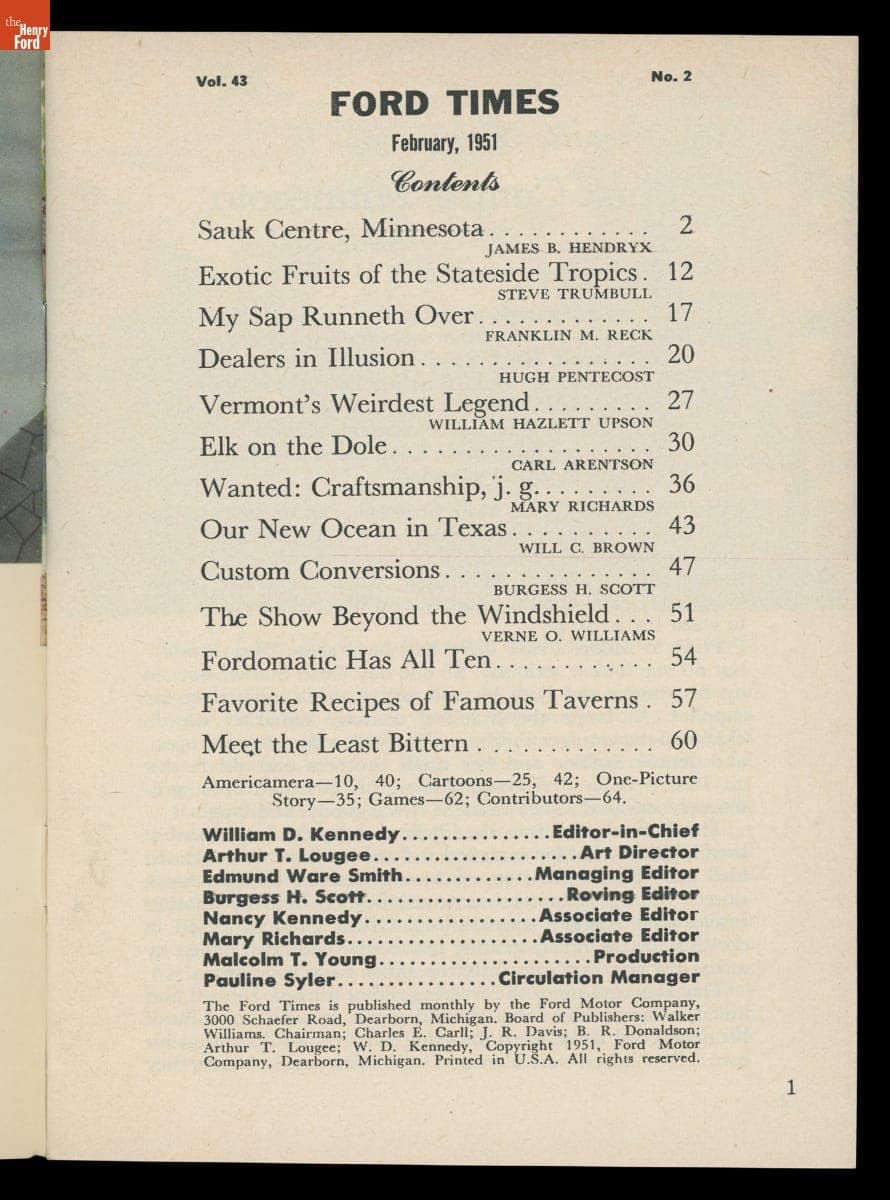 the
Henry
Ford
Vol. 43 No. 2
FORD TIMES
February, 1951
Contents
Sauk Centre, Minnesota. . . . . . . . . . . . 2
JAMES B. HENDRYX
Exotic Fruits of the Stateside Tropics . 12
STEVE TRUMBULL
My Sap Runneth Over. . . . . . . . . . . . . 17
FRANKLIN M. RECK
Dealers in Illusion . . . . . . . . . . . . . . . . . 20
HUGH PENTECOST
Vermont's Weirdest Legend. . . . . . . . . 27
WILLIAM HAZLETT UPSON
Elk on the Dole. . . . . . . . . . . . . . . . . . . 30
CARL ARENTSON
Wanted: Craftsmanship, j. g. . . . . . . . . 36
MARY RICHARDS
Our New Ocean in Texas. . . . . . . . . . . 43
WILL C. BROWN
Custom Conversions. . . . . . . . . . . . . . . 47
BURGESS H. SCOTT
The Show Beyond the Windshield. . . 51
VERNE O. WILLIAMS
Fordomatic Has All Ten. . . . . . . . . . . . 54
Favorite Recipes of Famous Taverns . 57
Meet the Least Bittern . . . . . . . . . . . . . 60
Americamera—10, 40; Cartoons—25, 42; One-Picture
Story—35; Games—62; Contributors—64.
William D. Kennedy...............Editor-in-Chief
Arthur T. Lougee.....................Art Director
Edmund Ware Smith.............Managing Editor
Burgess H. Scott....................Roving Editor
Nancy Kennedy.................Associate Editor
Mary Richards...................Associate Editor
Malcolm T. Young......................Production
Pauline Syler................Circulation Manager
The Ford Times is published monthly by the Ford Motor Company,
3000 Schaefer Road, Dearborn, Michigan. Board of Publishers: Walker
Williams. Chairman; Charles E. Carll; J. R. Davis; B. R. Donaldson;
Arthur T. Lougee; W. D. Kennedy, Copyright 1951, Ford Motor
Company, Dearborn, Michigan. Printed in U.S.A. All rights reserved.
1